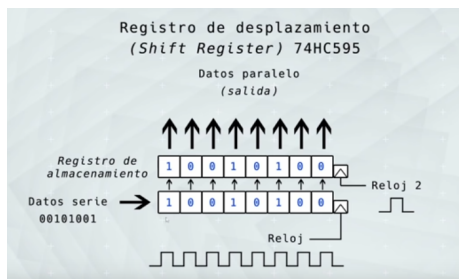 Registro de desplazamiento
(Shift Register) 74HC595
Datos paralelo
(salida)
Registro de
almacenamiento
1 0 0 1 0 1 0 0
Reloj 2
Datos serie
00101001
1 0 0 1 0 1 0 0
Reloj